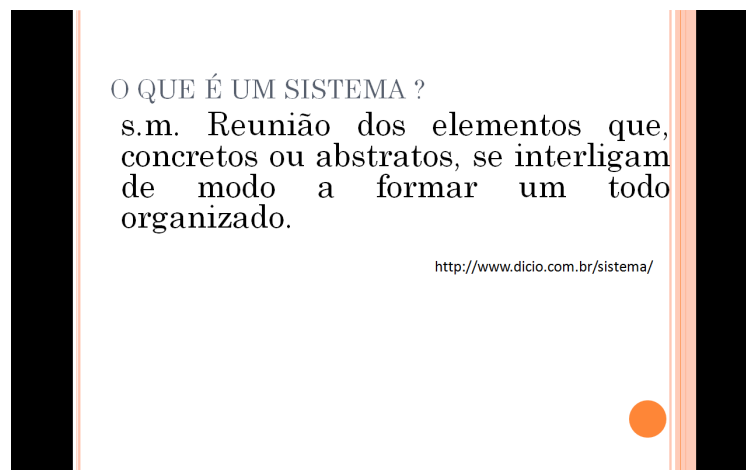 O QUE É UM SISTEMA ?
s.m. Reunião dos elementos que,
concretos ou abstratos, se interligam
de modo a formar um todo
organizado.
http://www.dicio.com.br/sistema/